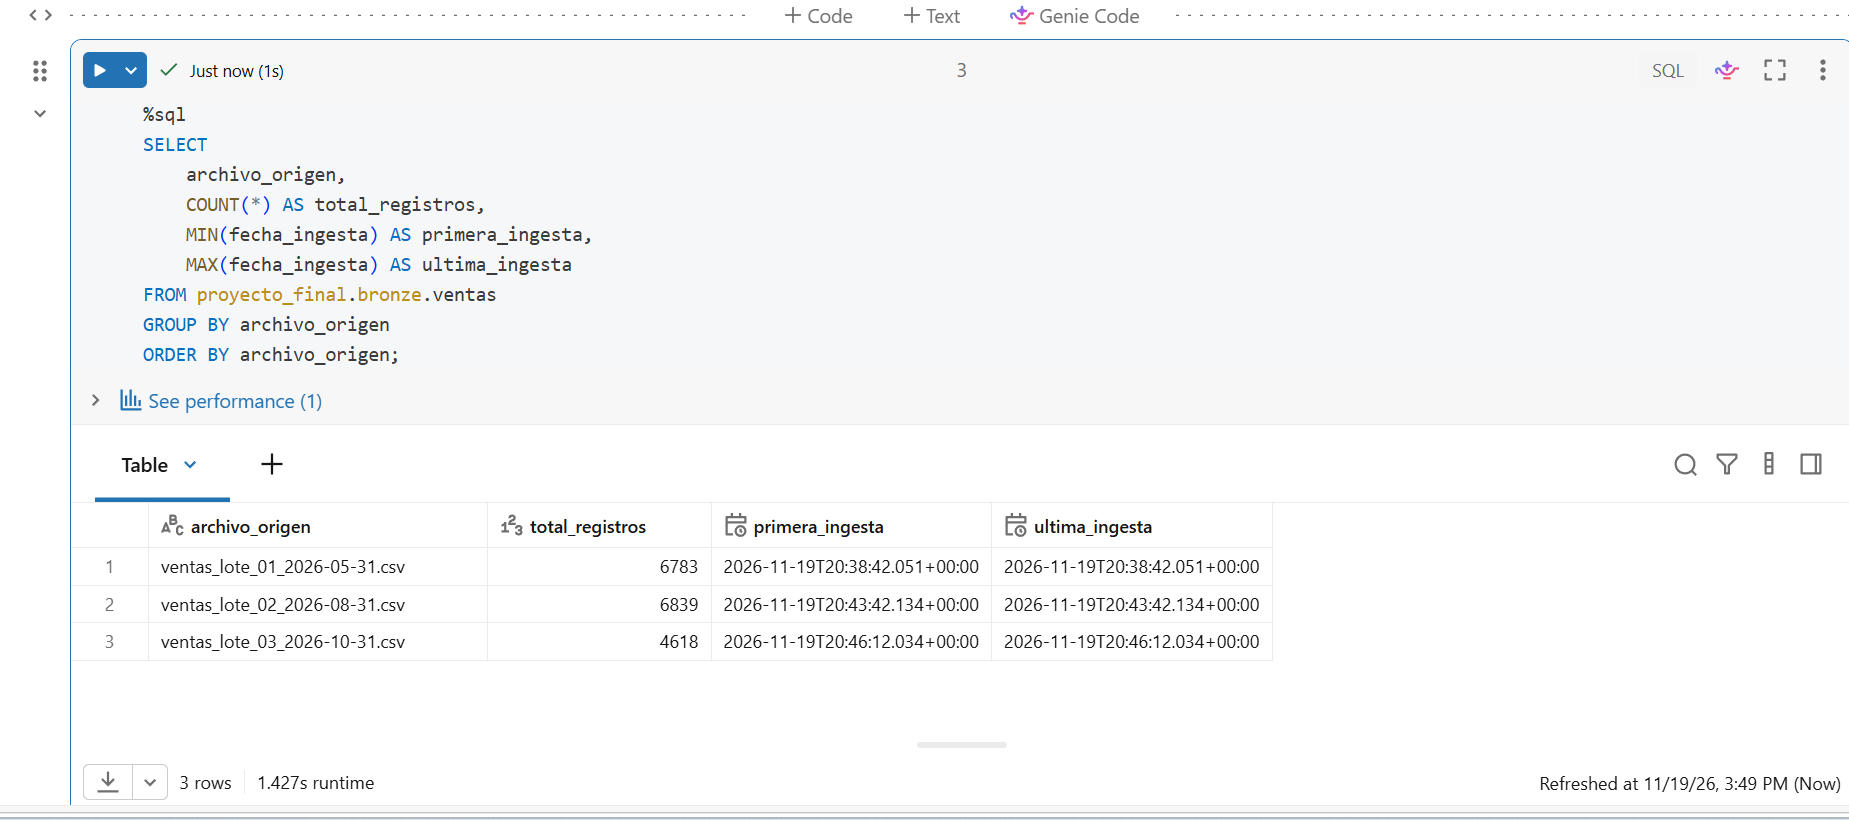 + Code + Text Genie Code
Just now (1s) 3 SQL
%sql
SELECT
archivo_origen,
COUNT(*) AS total_registros,
MIN(fecha_ingesta) AS primera_ingesta,
MAX(fecha_ingesta) AS ultima_ingesta
FROM proyecto_final.bronze.ventas
GROUP BY archivo_origen
ORDER BY archivo_origen;
See performance (1)
Table +
archivo_origen total_registros primera_ingesta ultima_ingesta
1 ventas_lote_01_2026-05-31.csv 6783 2026-11-19T20:38:42.051+00:00 2026-11-19T20:38:42.051+00:00
2 ventas_lote_02_2026-08-31.csv 6839 2026-11-19T20:43:42.134+00:00 2026-11-19T20:43:42.134+00:00
3 ventas_lote_03_2026-10-31.csv 4618 2026-11-19T20:46:12.034+00:00 2026-11-19T20:46:12.034+00:00
3 rows 1.427s runtime Refreshed at 11/19/26, 3:49 PM (Now)